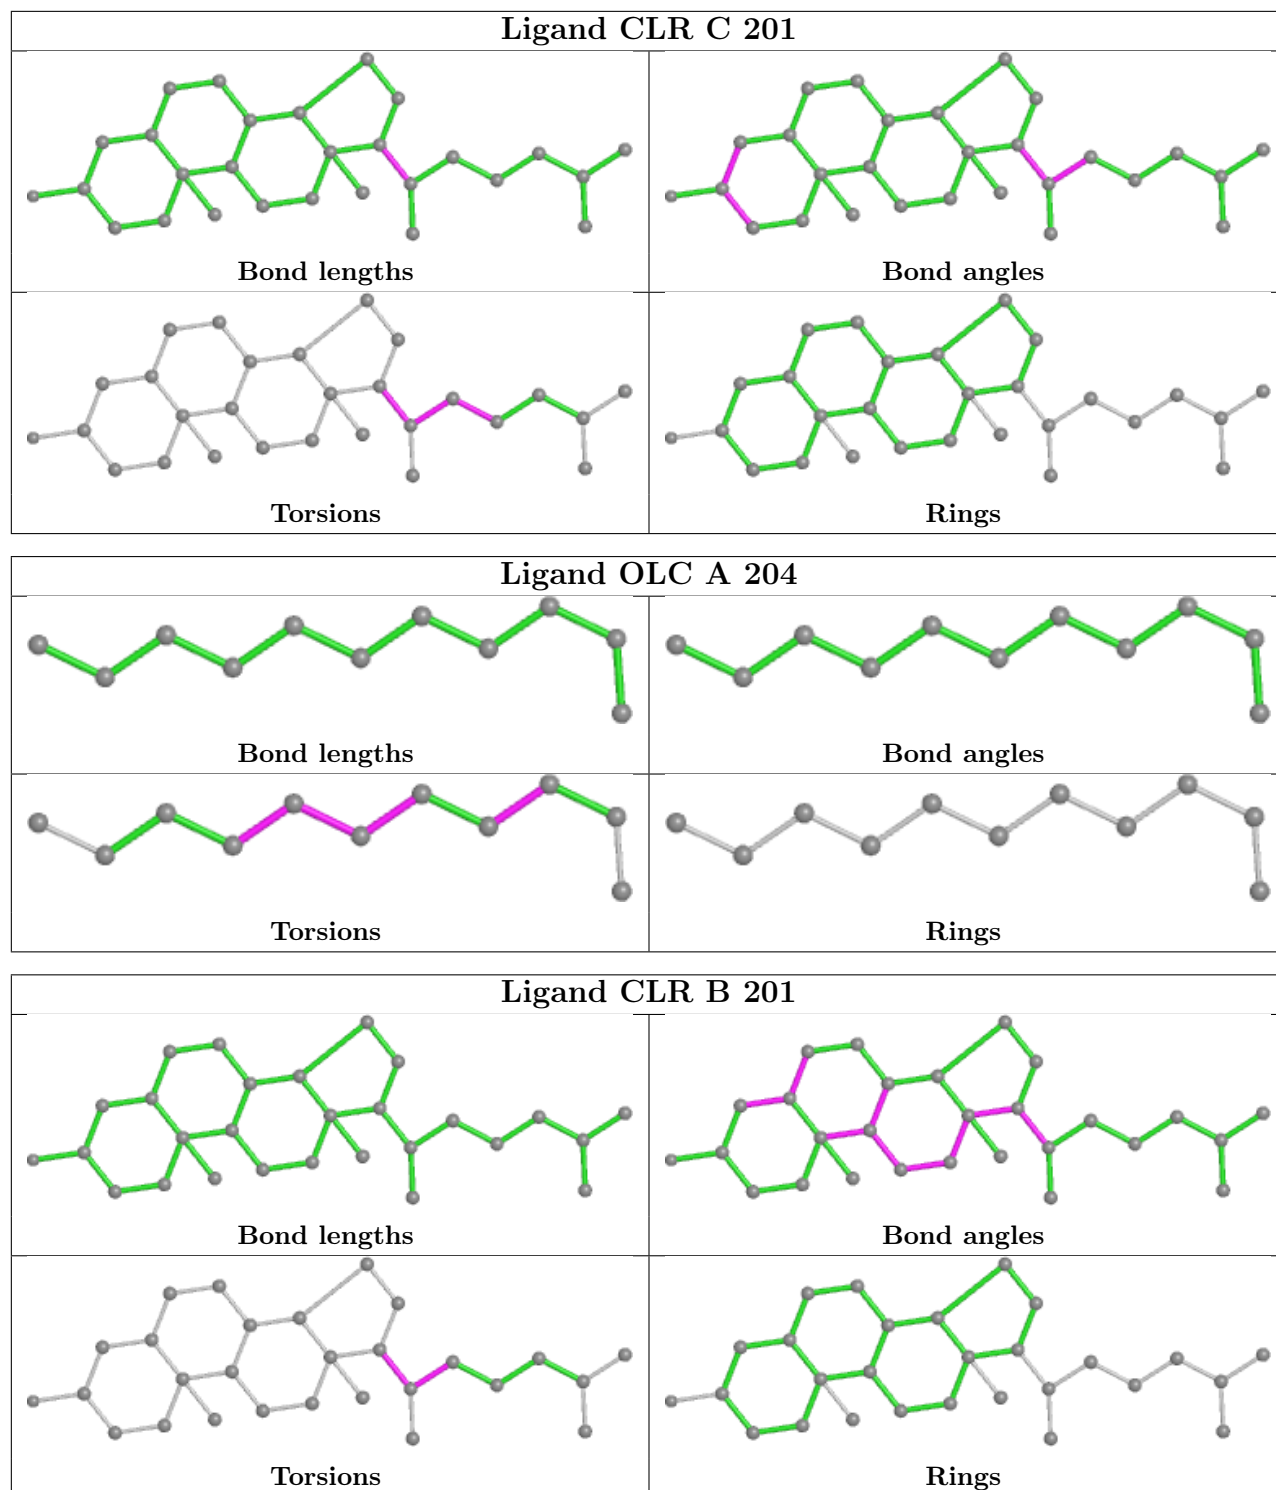 Ligand CLR C 201
Bond lengths
Bond angles
Torsions
Rings
Ligand OLC A 204
Bond lengths
Bond angles
Torsions
Rings
Ligand CLR B 201
Bond lengths
Bond angles
Torsions
Rings